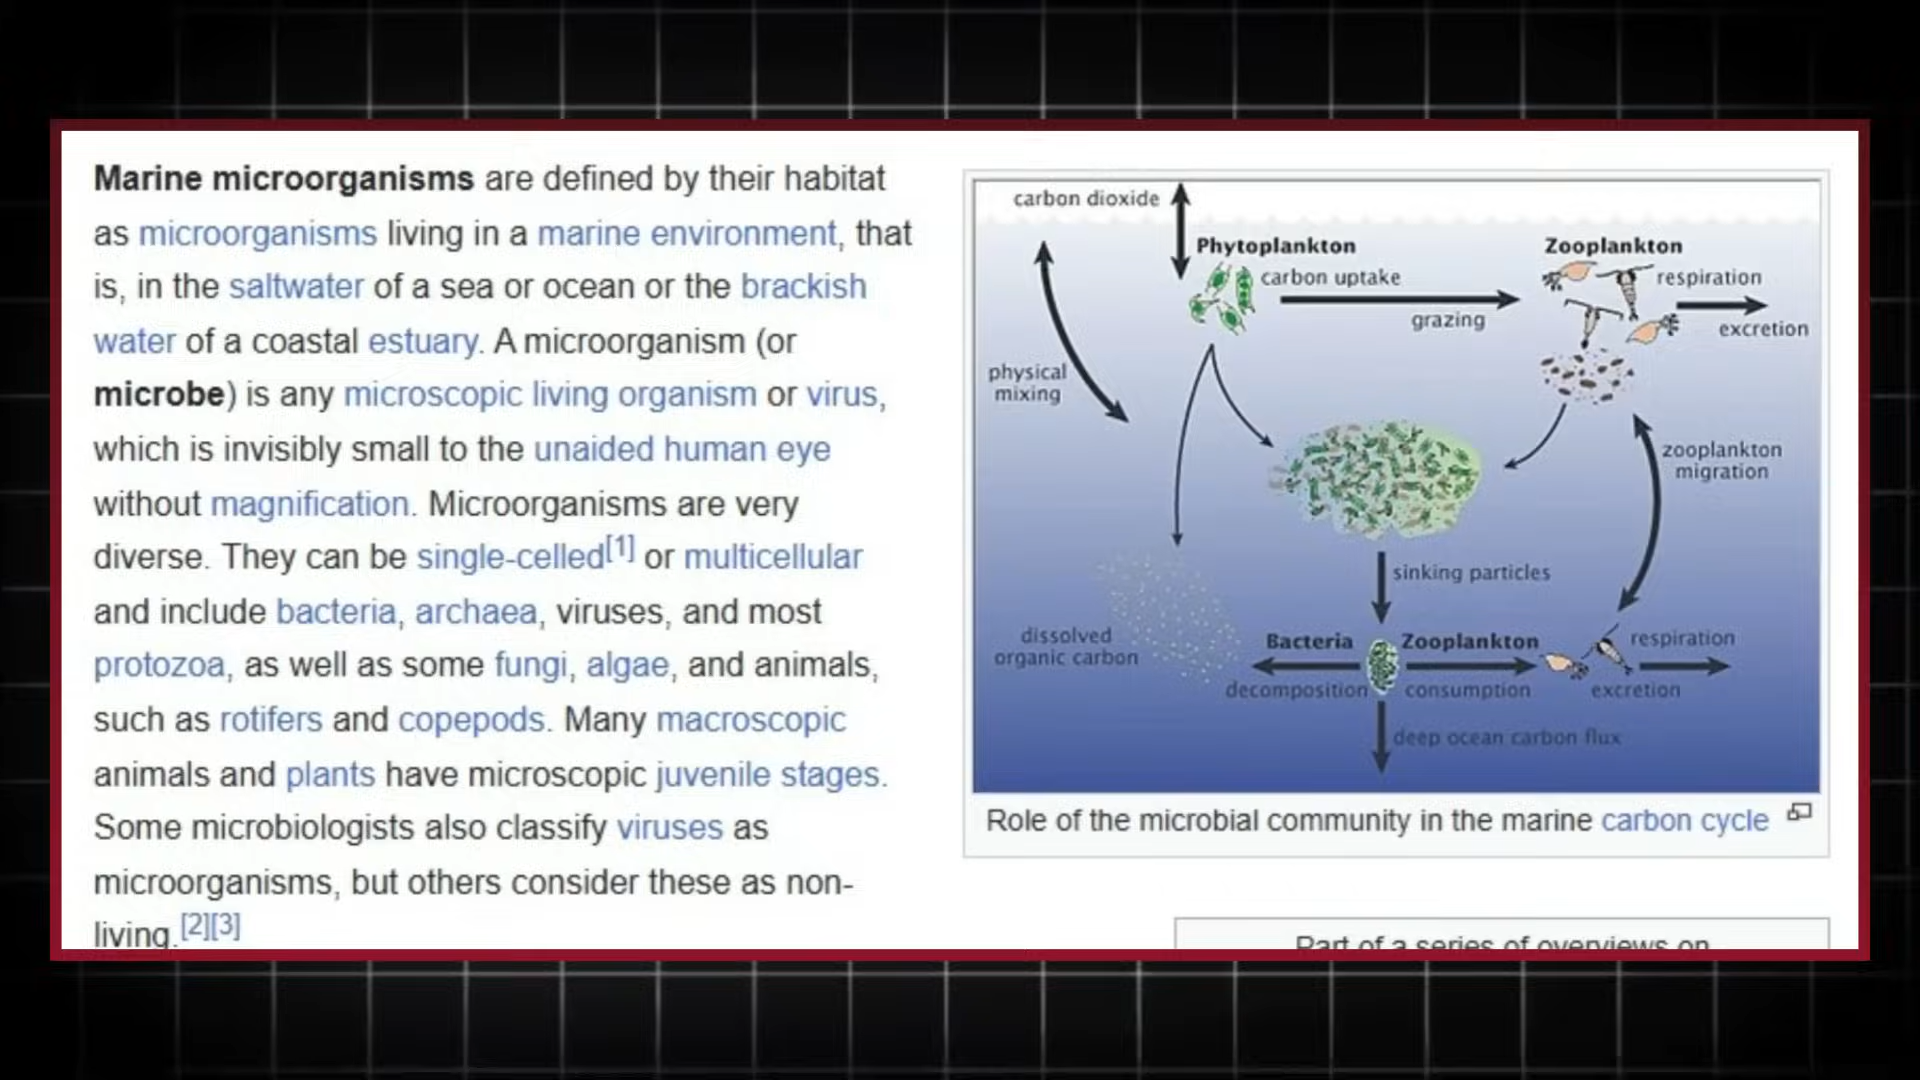 Marine microorganisms are defined by their habitat
as microorganisms living in a marine environment, that
is, in the saltwater of a sea or ocean or the brackish
water of a coastal estuary. A microorganism (or
microbe) is any microscopic living organism or virus,
which is invisibly small to the unaided human eye
without magnification. Microorganisms are very
diverse. They can be single-celled[1] or multicellular
and include bacteria, archaea, viruses, and most
protozoa, as well as some fungi, algae, and animals,
such as rotifers and copepods. Many macroscopic
animals and plants have microscopic juvenile stages.
Some microbiologists also classify viruses as
microorganisms, but others consider these as non-
living.[2][3]
carbon dioxide
Phytoplankton
carbon uptake
grazing
Zooplankton
respiration
excretion
physical
mixing
zooplankton
migration
sinking particles
dissolved
organic carbon
Bacteria
decomposition
Zooplankton
consumption
respiration
excretion
deep ocean carbon flux
Role of the microbial community in the marine carbon cycle
Part of a series of overviews on